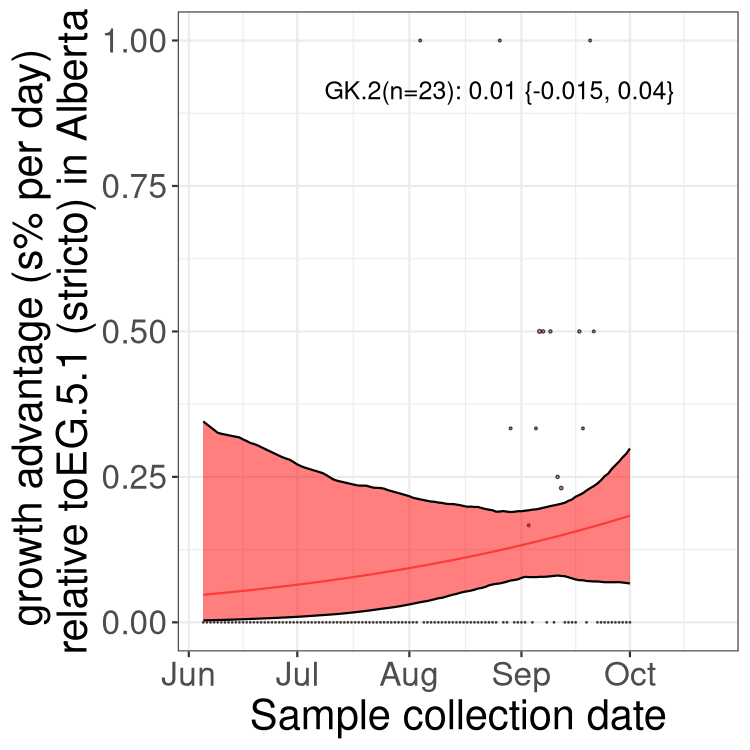 growth advantage (s% per day)
relative toEG.5.1 (stricto) in Alberta
1.00
0.75
0.50
0.25
0.00
GK.2(n=23): 0.01 {-0.015, 0.04}
Jun Jul Aug Sep Oct
Sample collection date